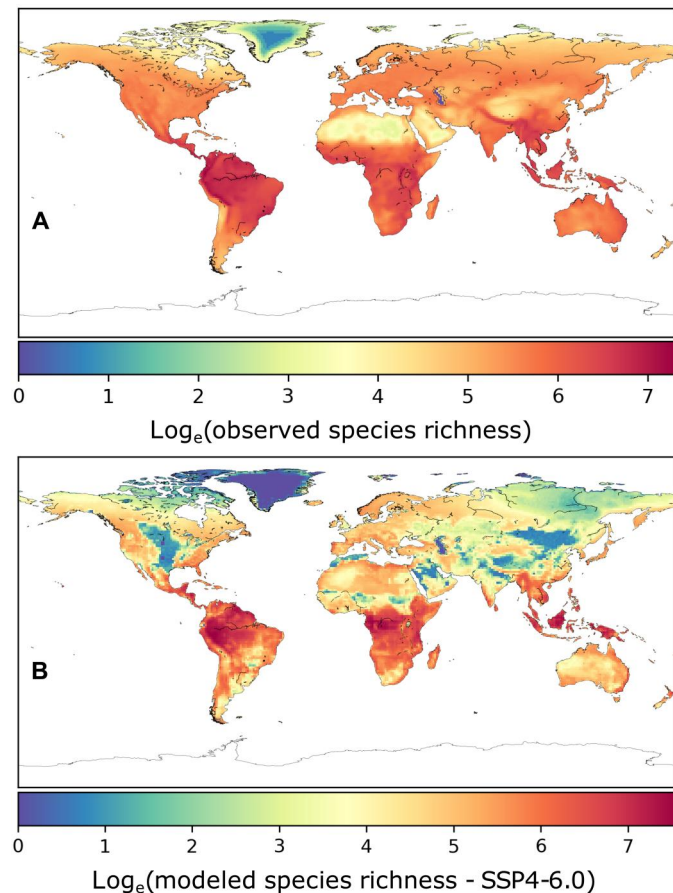 A
0 1 2 3 4 5 6 7
Logₑ(observed species richness)
B
0 1 2 3 4 5 6 7
Logₑ(modeled species richness - SSP4-6.0)